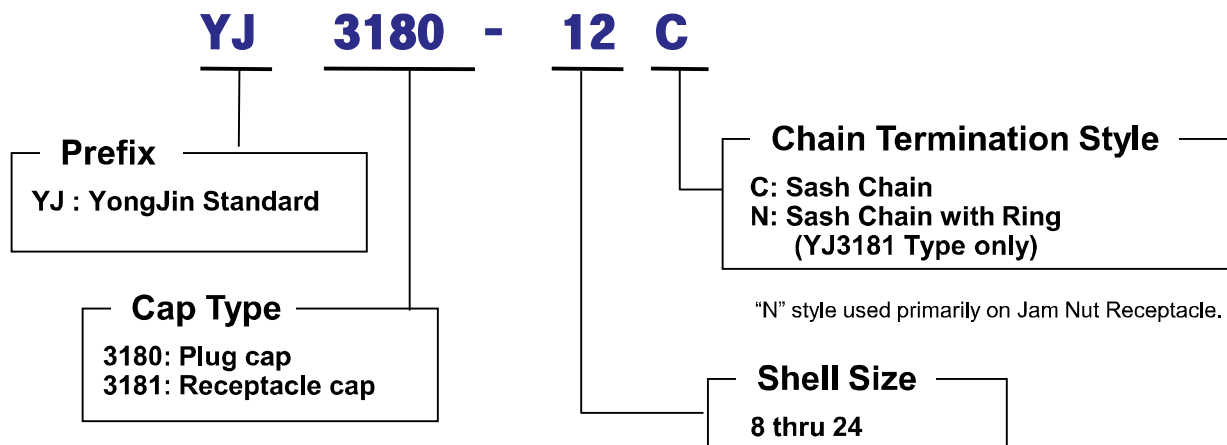 YJ 3180 - 12 C
Prefix
YJ : YongJin Standard
Cap Type
3180: Plug cap
3181: Receptacle cap
Chain Termination Style
C: Sash Chain
N: Sash Chain with Ring
(YJ3181 Type only)
“N” style used primarily on Jam Nut Receptacle.
Shell Size
8 thru 24